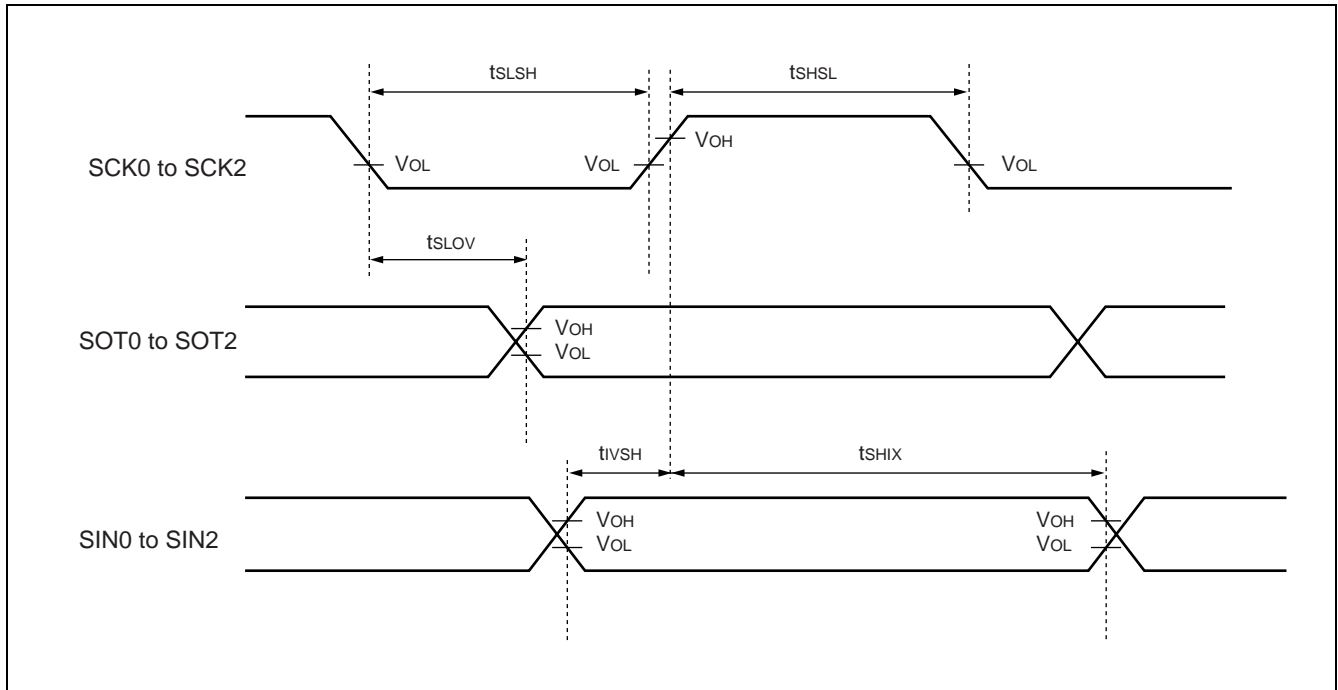 tSLSH
tSHSL
SCK0 to SCK2
VOL
VOL
VOH
VOL
tSLOV
SOT0 to SOT2
VOH
VOL
tIVSH
tSHIX
SIN0 to SIN2
VOH
VOL
VOH
VOL